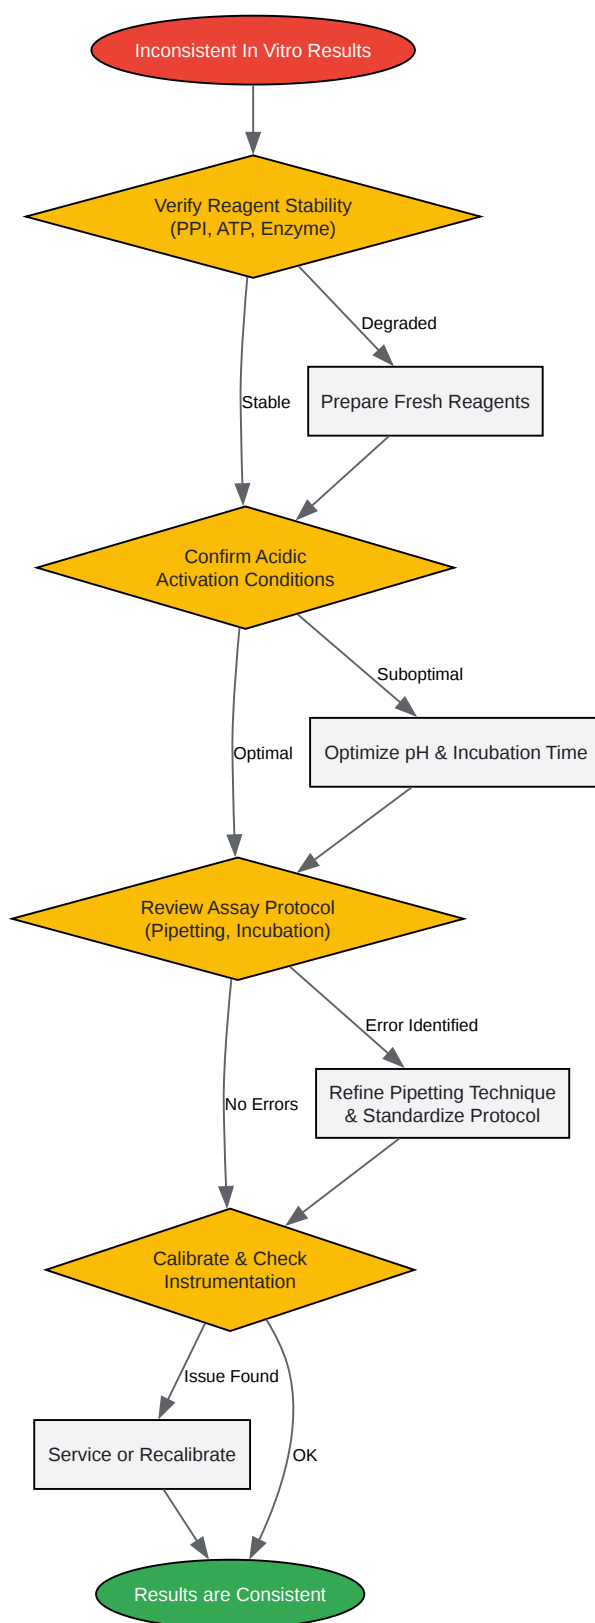 Inconsistent In Vitro Results
Verify Reagent Stability
(PPI, ATP, Enzyme)
Degraded
Stable
Prepare Fresh Reagents
Confirm Acidic
Activation Conditions
Suboptimal
Optimal
Optimize pH & Incubation Time
Review Assay Protocol
(Pipetting, Incubation)
Error Identified
No Errors
Refine Pipetting Technique
& Standardize Protocol
Calibrate & Check
Instrumentation
Issue Found
Service or Recalibrate
OK
Results are Consistent